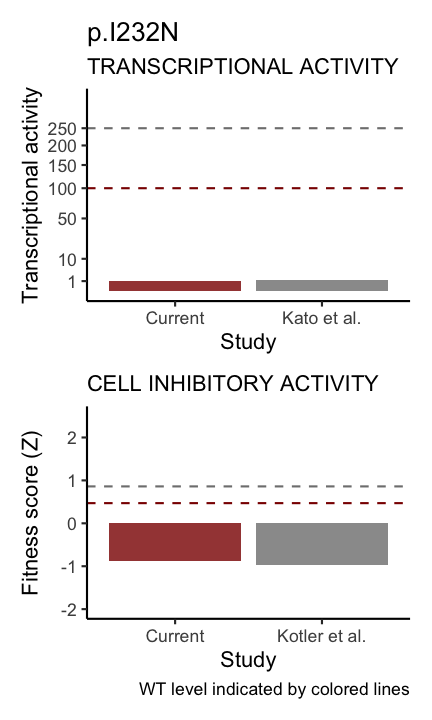 p.I232N
TRANSCRIPTIONAL ACTIVITY
Transcriptional activity
250
200
150
100
50
10
1
Current
Kato et al.
Study
CELL INHIBITORY ACTIVITY
Fitness score (Z)
2
1
0
-1
-2
Current
Kotler et al.
Study
WT level indicated by colored lines